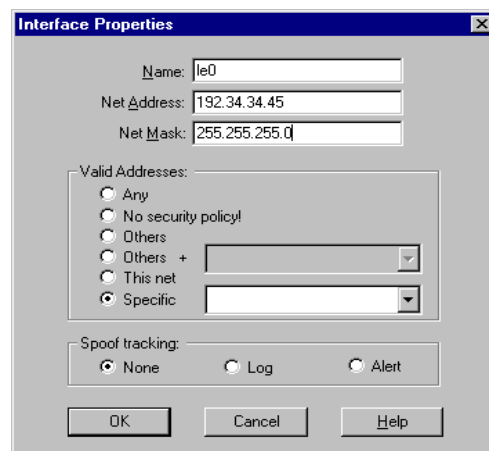 Interface Properties
Name: le0
Net Address: 192.34.34.45
Net Mask: 255.255.255.0
Valid Addresses:
Any
No security policy!
Others
Others +
This net
Specific
Spoof tracking:
None Log Alert
OK Cancel Help